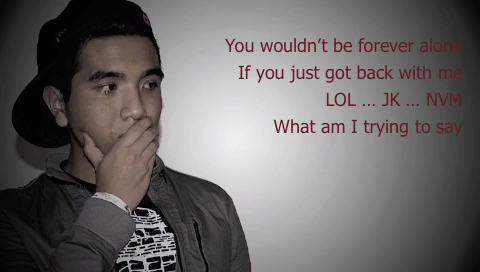 You wouldn't be forever alone
If you just got back with me
LOL ... JK ... NVM
What am I trying to say